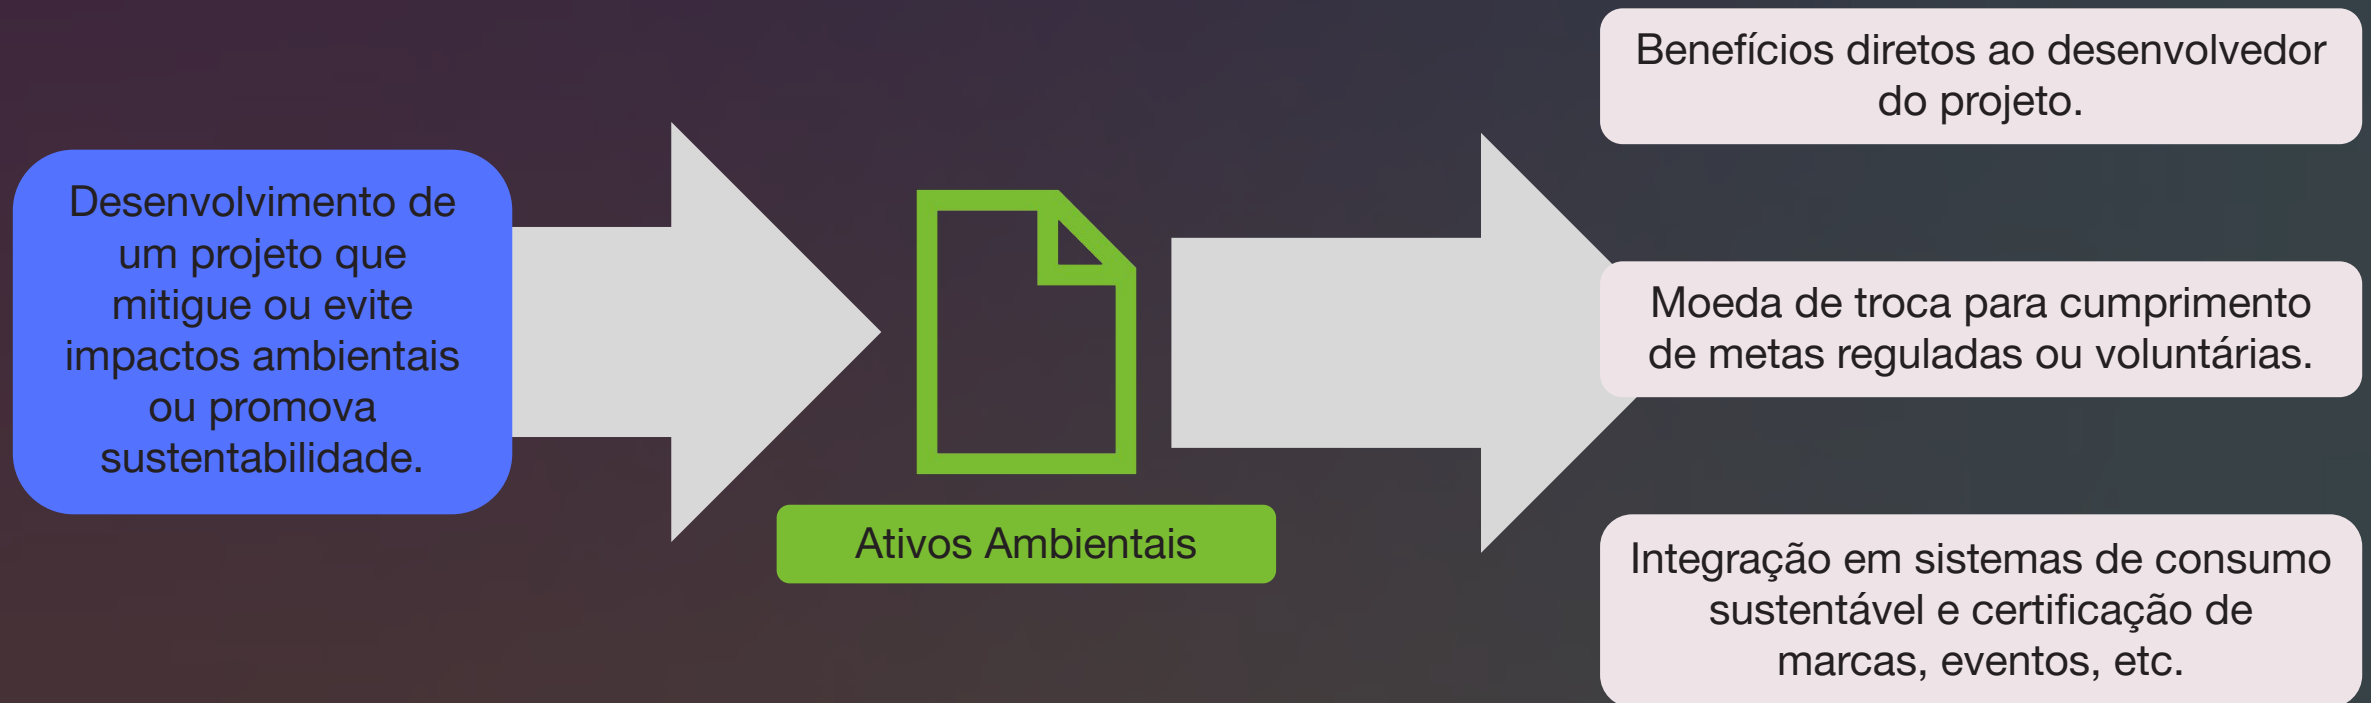 Desenvolvimento de
um projeto que
mitigue ou evite
impactos ambientais
ou promova
sustentabilidade.
Ativos Ambientais
Benefícios diretos ao desenvolvedor
do projeto.
Moeda de troca para cumprimento
de metas reguladas ou voluntárias.
Integração em sistemas de consumo
sustentável e certificação de
marcas, eventos, etc.